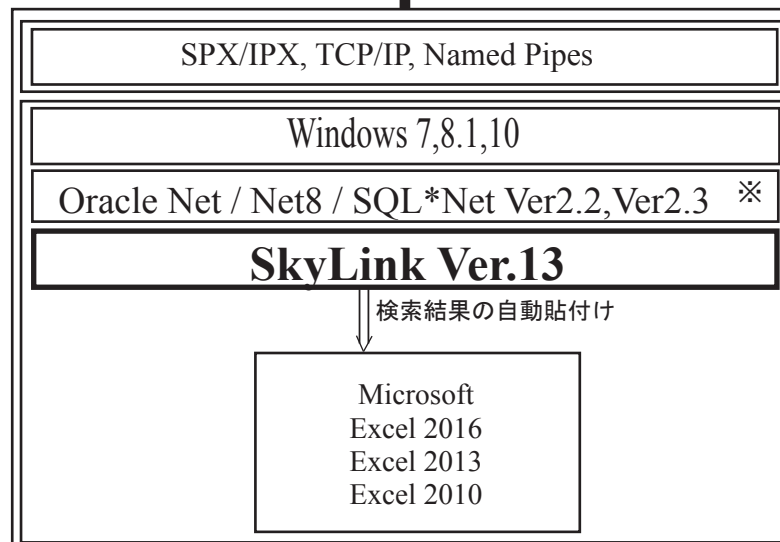 SPX/IPX, TCP/IP, Named Pipes
Windows 7,8.1,10
Oracle Net / Net8 / SQL*Net Ver2.2,Ver2.3 ※
SkyLink Ver.13
検索結果の自動貼付け
Microsoft
Excel 2016
Excel 2013
Excel 2010